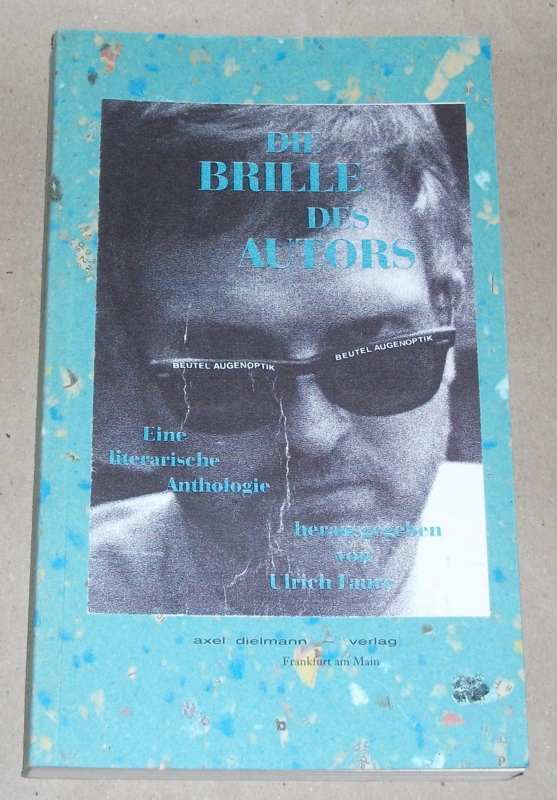 DIE
BRILLE
DES
AUTORS
BEUTEL AUGENOPTIK
BEUTEL AUGENOPTIK
Eine
literarische
Anthologie
herausgegeben
von
Ulrich Faure
axel dielmann – verlag
Frankfurt am Main